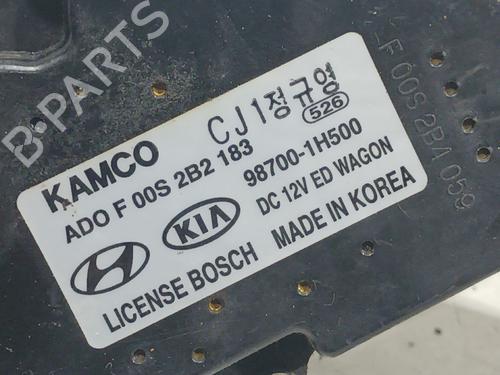 KAMCO
CJ1정규영
526
ADO F 00S 2B2 183
98700-1H500
DC 12V ED WAGON
KIA
LICENSE BOSCH
MADE IN KOREA
F 00S 2B4 059
B-PARTS